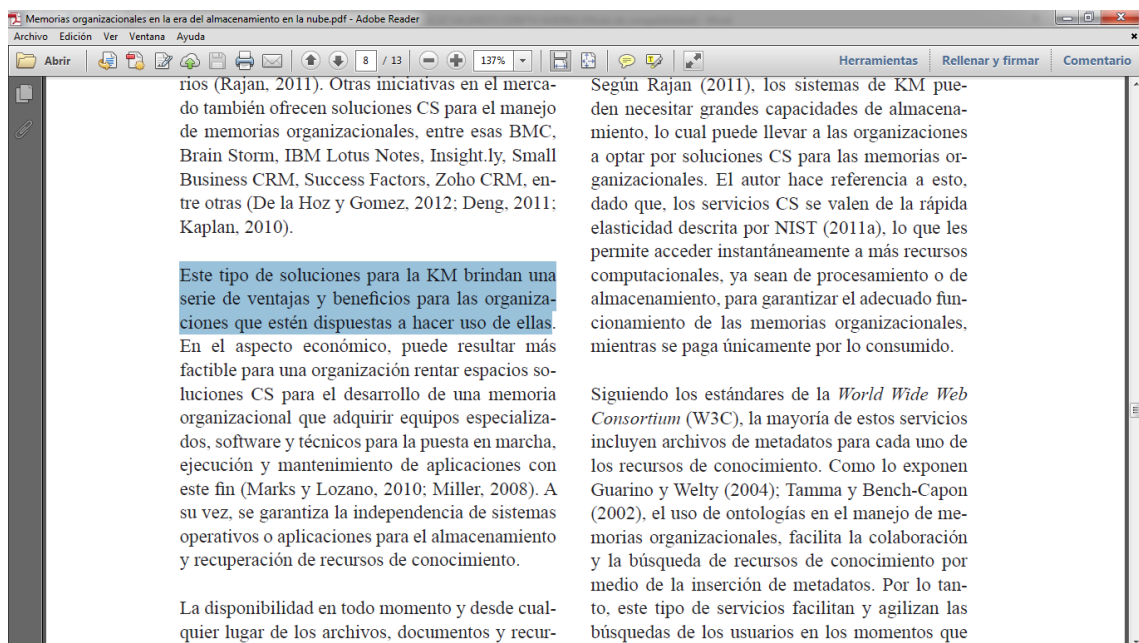 Memorias organizacionales en la era del almacenamiento en la nube.pdf - Adobe Reader
Archivo Edición Ver Ventana Ayuda
Abrir 8 / 13 137% Herramientas Rellenar y firmar Comentario
rios (Rajan, 2011). Otras iniciativas en el merca-
do también ofrecen soluciones CS para el manejo
de memorias organizacionales, entre esas BMC,
Brain Storm, IBM Lotus Notes, Insight.ly, Small
Business CRM, Success Factors, Zoho CRM, en-
tre otras (De la Hoz y Gomez, 2012; Deng, 2011;
Kaplan, 2010).
Este tipo de soluciones para la KM brindan una
serie de ventajas y beneficios para las organiza-
ciones que estén dispuestas a hacer uso de ellas.
En el aspecto económico, puede resultar más
factible para una organización rentar espacios so-
luciones CS para el desarrollo de una memoria
organizacional que adquirir equipos especializa-
dos, software y técnicos para la puesta en marcha,
ejecución y mantenimiento de aplicaciones con
este fin (Marks y Lozano, 2010; Miller, 2008). A
su vez, se garantiza la independencia de sistemas
operativos o aplicaciones para el almacenamiento
y recuperación de recursos de conocimiento.
La disponibilidad en todo momento y desde cual-
quier lugar de los archivos, documentos y recur-
Según Rajan (2011), los sistemas de KM pue-
den necesitar grandes capacidades de almacena-
miento, lo cual puede llevar a las organizaciones
a optar por soluciones CS para las memorias or-
ganizacionales. El autor hace referencia a esto,
dado que, los servicios CS se valen de la rápida
elasticidad descrita por NIST (2011a), lo que les
permite acceder instantáneamente a más recursos
computacionales, ya sean de procesamiento o de
almacenamiento, para garantizar el adecuado fun-
cionamiento de las memorias organizacionales,
mientras se paga únicamente por lo consumido.
Siguiendo los estándares de la World Wide Web
Consortium (W3C), la mayoría de estos servicios
incluyen archivos de metadatos para cada uno de
los recursos de conocimiento. Como lo exponen
Guarino y Welty (2004); Tamma y Bench-Capon
(2002), el uso de ontologías en el manejo de me-
morias organizacionales, facilita la colaboración
y la búsqueda de recursos de conocimiento por
medio de la inserción de metadatos. Por lo tan-
to, este tipo de servicios facilitan y agilizan las
búsquedas de los usuarios en los momentos que